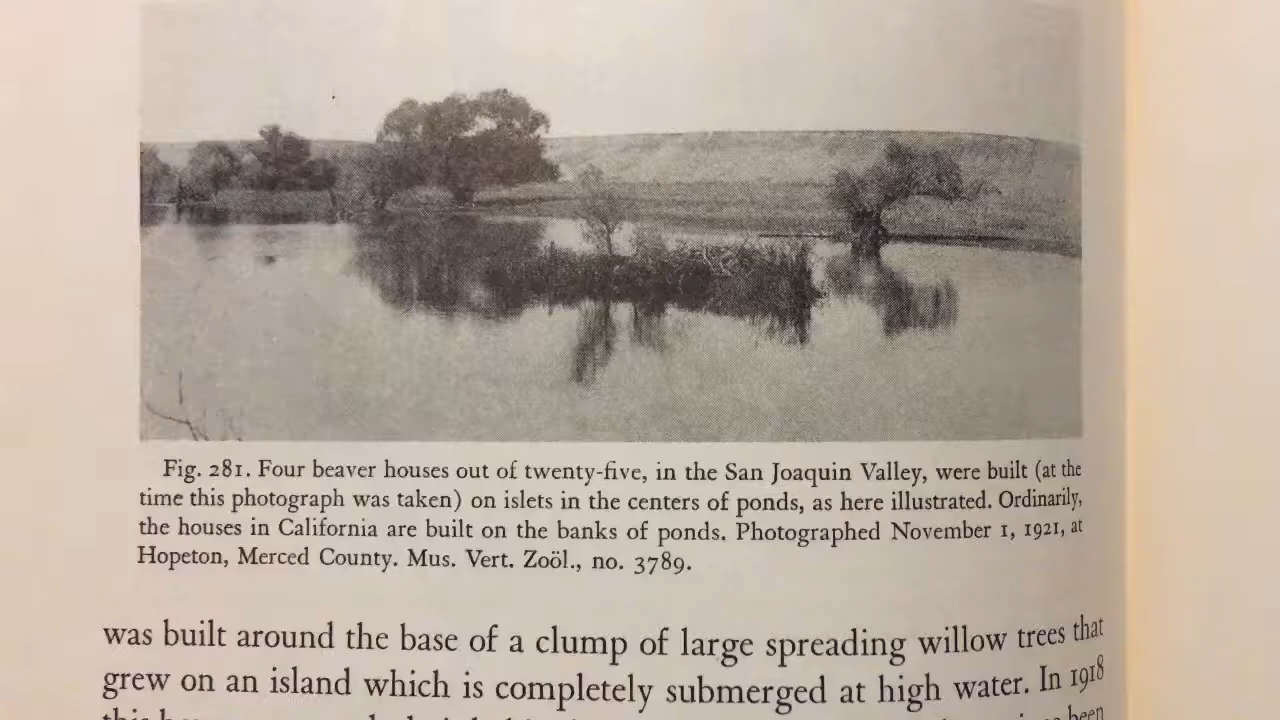 Fig. 281. Four beaver houses out of twenty-five, in the San Joaquin Valley, were built (at the
time this photograph was taken) on islets in the centers of ponds, as here illustrated. Ordinarily,
the houses in California are built on the banks of ponds. Photographed November 1, 1921, at
Hopeton, Merced County. Mus. Vert. Zoöl., no. 3789.
was built around the base of a clump of large spreading willow trees that
grew on an island which is completely submerged at high water. In 1918
been